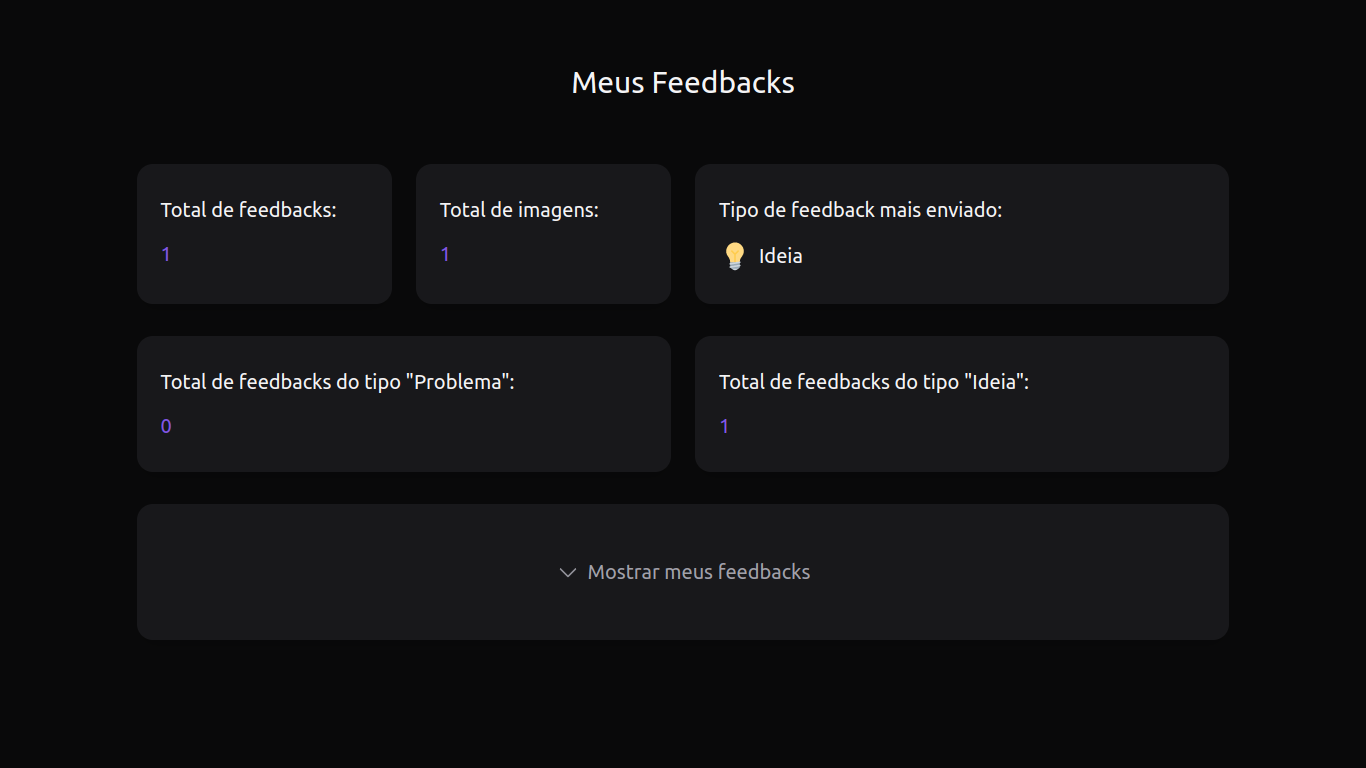 Meus Feedbacks
Total de feedbacks:
1
Total de imagens:
1
Tipo de feedback mais enviado:
Ideia
Total de feedbacks do tipo "Problema":
0
Total de feedbacks do tipo "Ideia":
1
Mostrar meus feedbacks